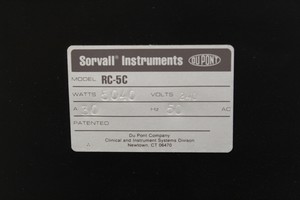 Sorvall® Instruments DU PONT
MODEL RC-5C
WATTS 5040 VOLTS
A Hz 50 AC
PATENTED
Du Pont Company
Clinical and Instrument Systems Division
Newtown, CT 06470